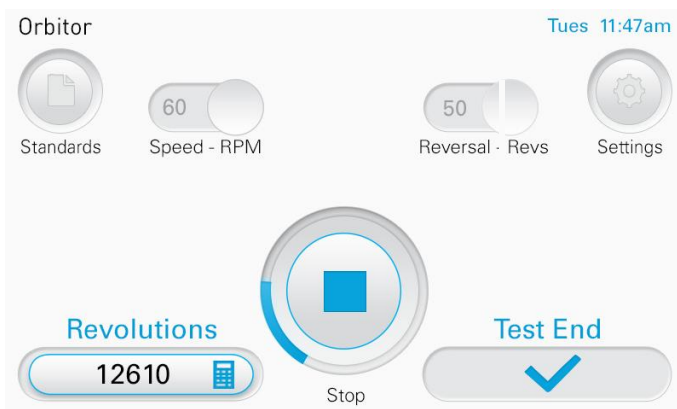 Orbitor
Tues 11:47am
60
50
Standards
Speed - RPM
Reversal - Revs
Settings
Revolutions
Test End
12610
Stop